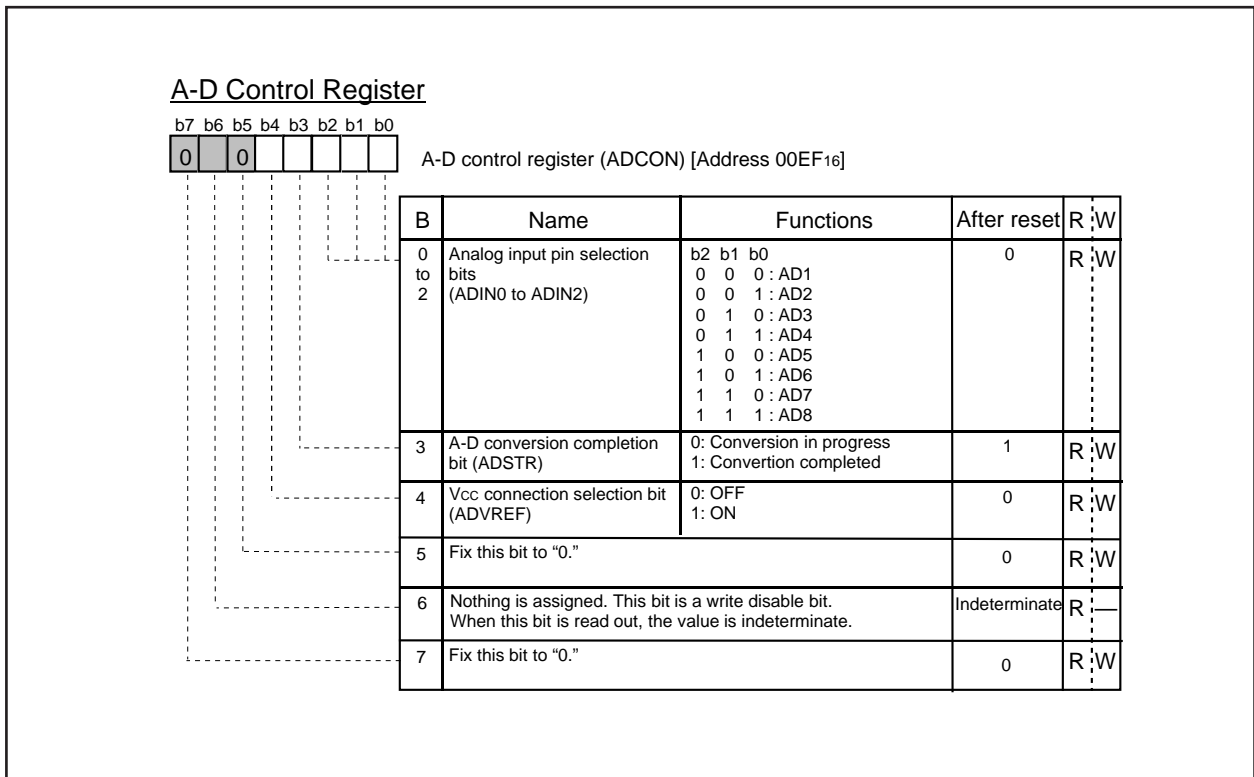 A-D Control Register
b7 b6 b5 b4 b3 b2 b1 b0
0 0
A-D control register (ADCON) [Address 00EF16]
B Name Functions After reset R W
0 to 2
Analog input pin selection bits (ADIN0 to ADIN2)
b2 b1 b0
0 0 0 : AD1
0 0 1 : AD2
0 1 0 : AD3
0 1 1 : AD4
1 0 0 : AD5
1 0 1 : AD6
1 1 0 : AD7
1 1 1 : AD8
0 R W
3 A-D conversion completion
bit (ADSTR)
0: Conversion in progress
1: Convertion completed
1 R W
4 VCC connection selection bit
(ADVREF)
0: OFF
1: ON
0 R W
5 Fix this bit to “0.” 0 R W
6 Nothing is assigned. This bit is a write disable bit.
When this bit is read out, the value is indeterminate.
Indeterminate R —
7 Fix this bit to “0.” 0 R W